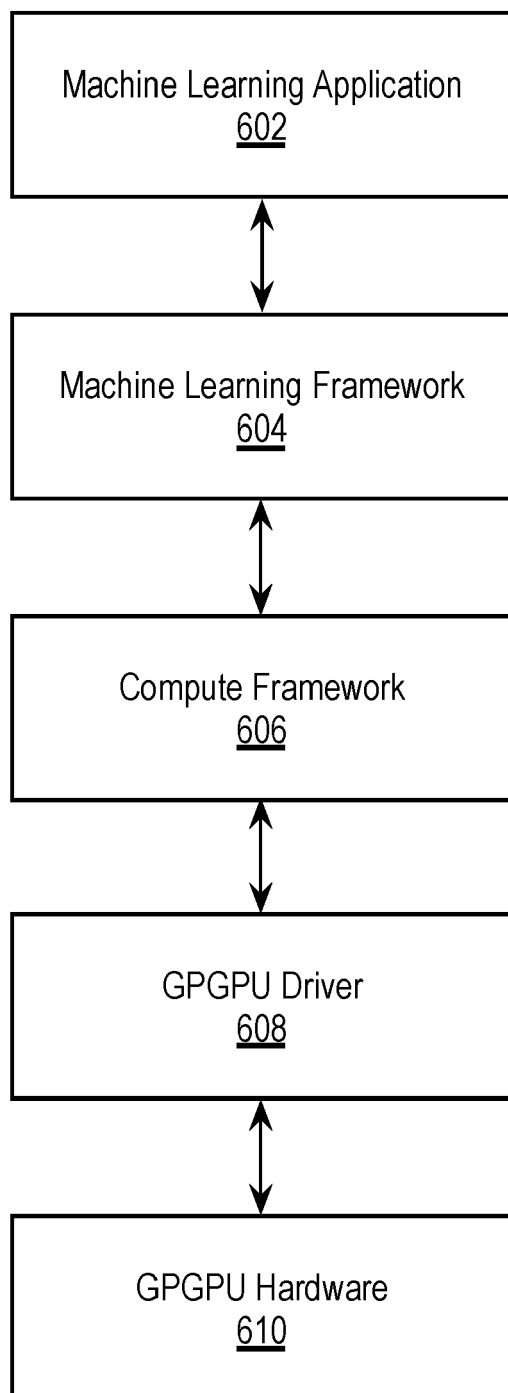 Machine Learning Application
602
Machine Learning Framework
604
Compute Framework
606
GPGPU Driver
608
GPGPU Hardware
610